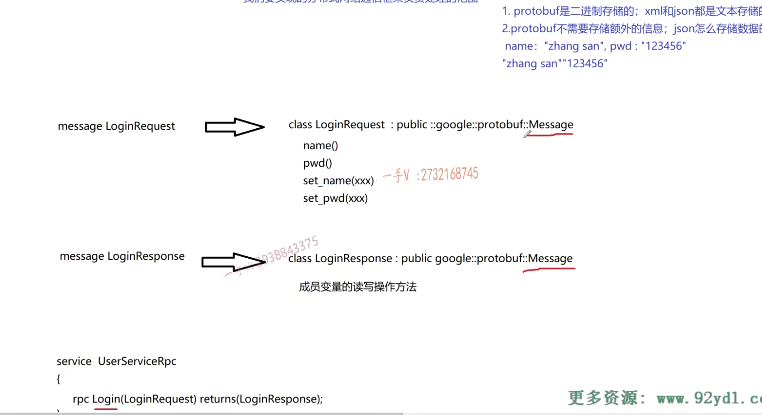 1. protobuf是二进制存储的；xml和json都是文本存储的
2.protobuf不需要存储额外的信息；json怎么存储数据的
name："zhang san", pwd : "123456"
"zhang san""123456"
message LoginRequest
class LoginRequest : public ::google::protobuf::Message
name()
pwd()
set_name(xxx)
set_pwd(xxx)
一手V :2732168745
message LoginResponse
class LoginResponse : public google::protobuf::Message
成员变量的读写操作方法
service UserServiceRpc
{
rpc Login(LoginRequest) returns(LoginResponse);
更多资源: www.92ydl.co